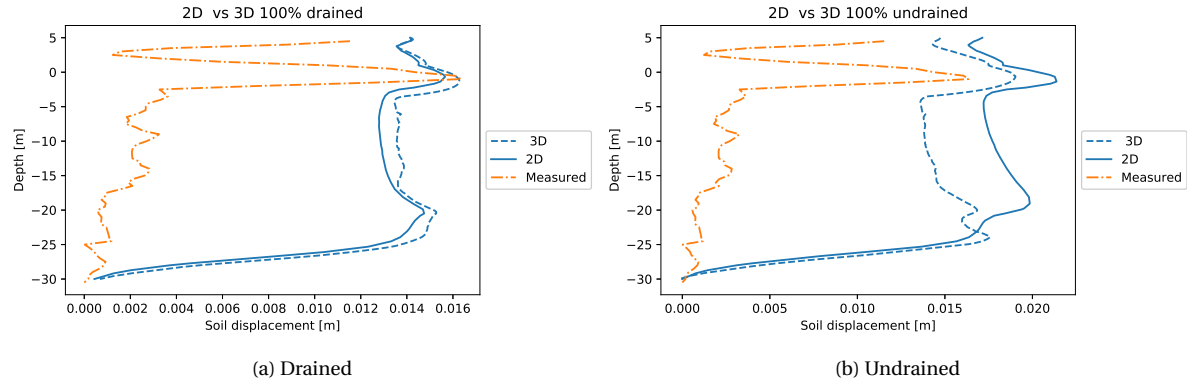 2D  vs 3D 100% drained
5
0
−5
−10
−15
−20
−25
−30
Depth [m]
0.000 0.002 0.004 0.006 0.008 0.010 0.012 0.014 0.016
Soil displacement [m]
3D
2D
Measured
(a) Drained
2D  vs 3D 100% undrained
5
0
−5
−10
−15
−20
−25
−30
Depth [m]
0.000 0.005 0.010 0.015 0.020
Soil displacement [m]
3D
2D
Measured
(b) Undrained